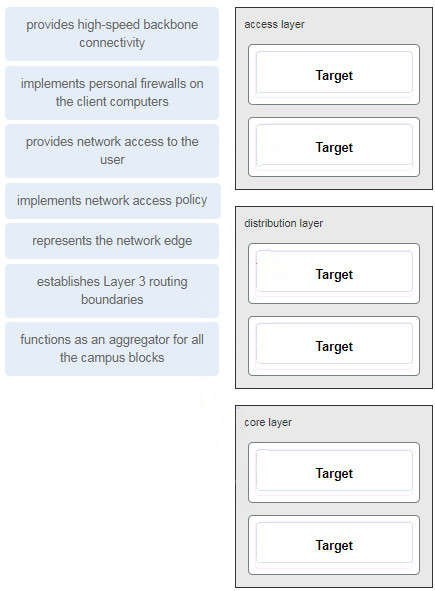 provides high-speed backbone
connectivity
implements personal firewalls on
the client computers
provides network access to the
user
implements network access policy
represents the network edge
establishes Layer 3 routing
boundaries
functions as an aggregator for all
the campus blocks
access layer
Target
Target
distribution layer
Target
Target
core layer
Target
Target